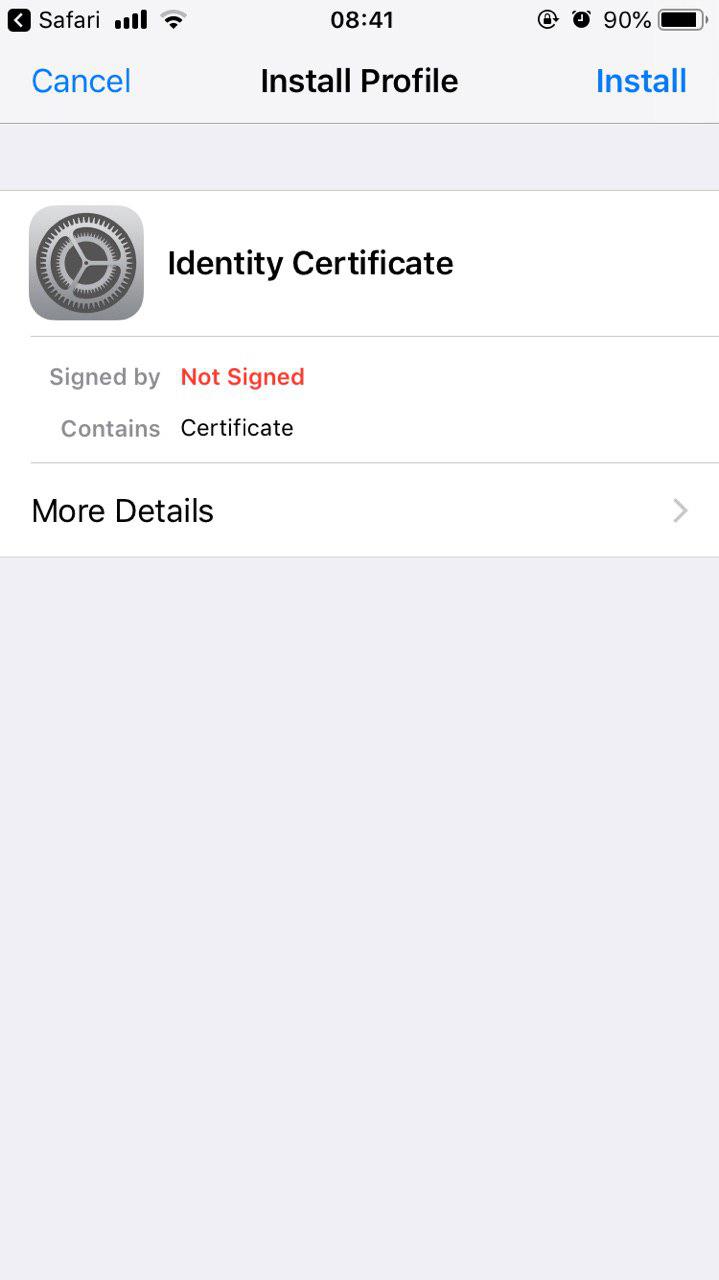 Safari 08:41 90%
Cancel Install Profile Install
Identity Certificate
Signed by Not Signed
Contains Certificate
More Details